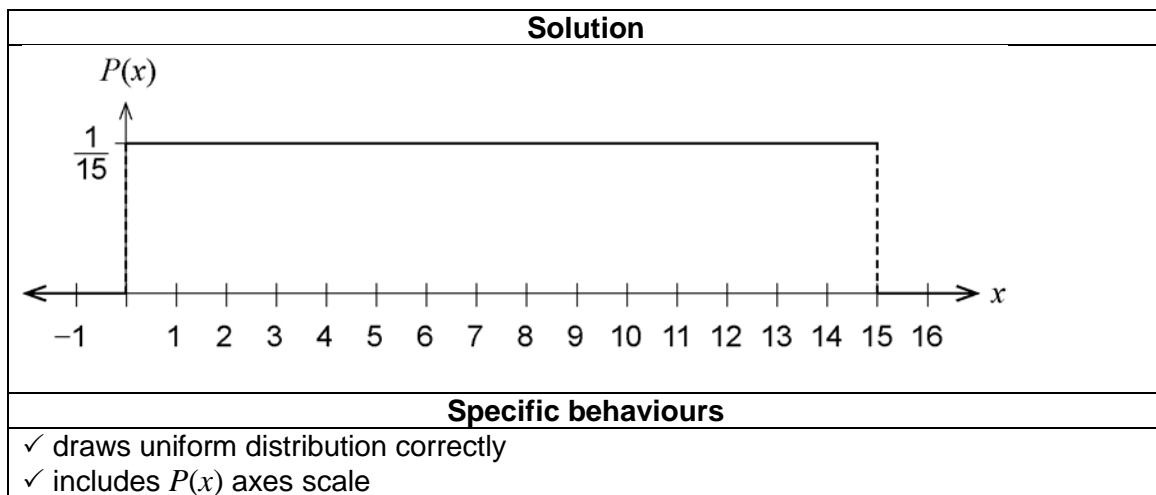 Solution
P(x)
1
15
x
−1 1 2 3 4 5 6 7 8 9 10 11 12 13 14 15 16
Specific behaviours
✓ draws uniform distribution correctly
✓ includes P(x) axes scale